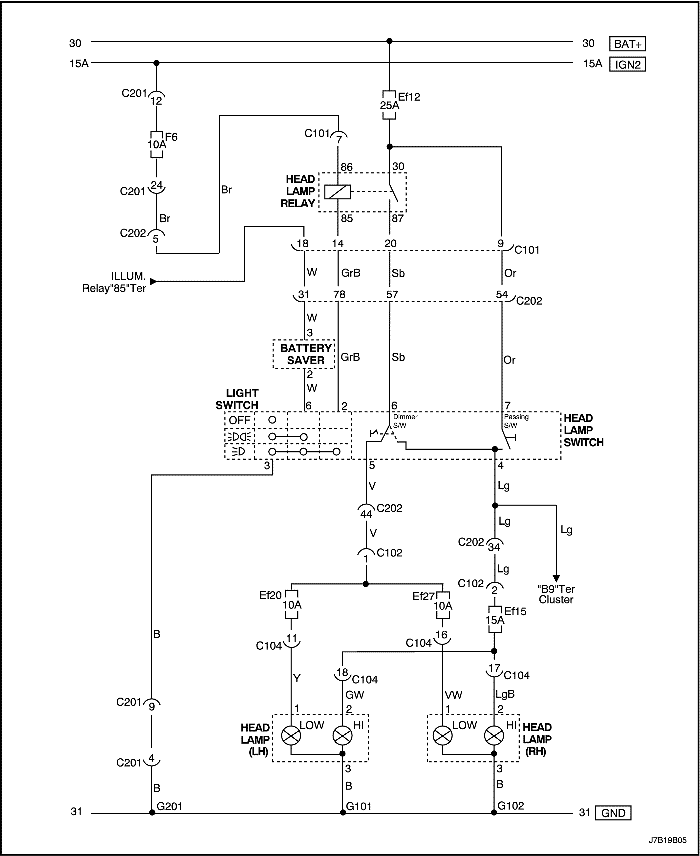 30 30 BAT+
15A 15A IGN2
C201 12
Ef12
25A
F6
10A
C101 7
C201 24
86 30
HEAD
LAMP
RELAY
Br Br
C202 5
85 87
18 14 20 9 C101
ILLUM.
Relay"85"Ter
W GrB Sb Or
31 78 57 54 C202
W
3
BATTERY
SAVER
GrB Sb Or
2
W
LIGHT
SWITCH
6 2 6 7
Dimmer
S/W
Passing
S/W
OFF
HEAD
LAMP
SWITCH
3 5 4
V Lg
44 C202
Lg Lg
V
C202 34
1 C102
Lg
C102 2
"B9"Ter
Cluster
Ef20
10A
Ef27
10A
Ef15
15A
B
C104 11
C104 16
18 C104
17 C104
Y GW VW LgB
C201 9
1 2 1 2
HEAD
LAMP
(LH)
LOW HI
LOW HI
HEAD
LAMP
(RH)
C201 4
3 3
B B B
31 G201 G101 G102 31 GND
J7B19B05